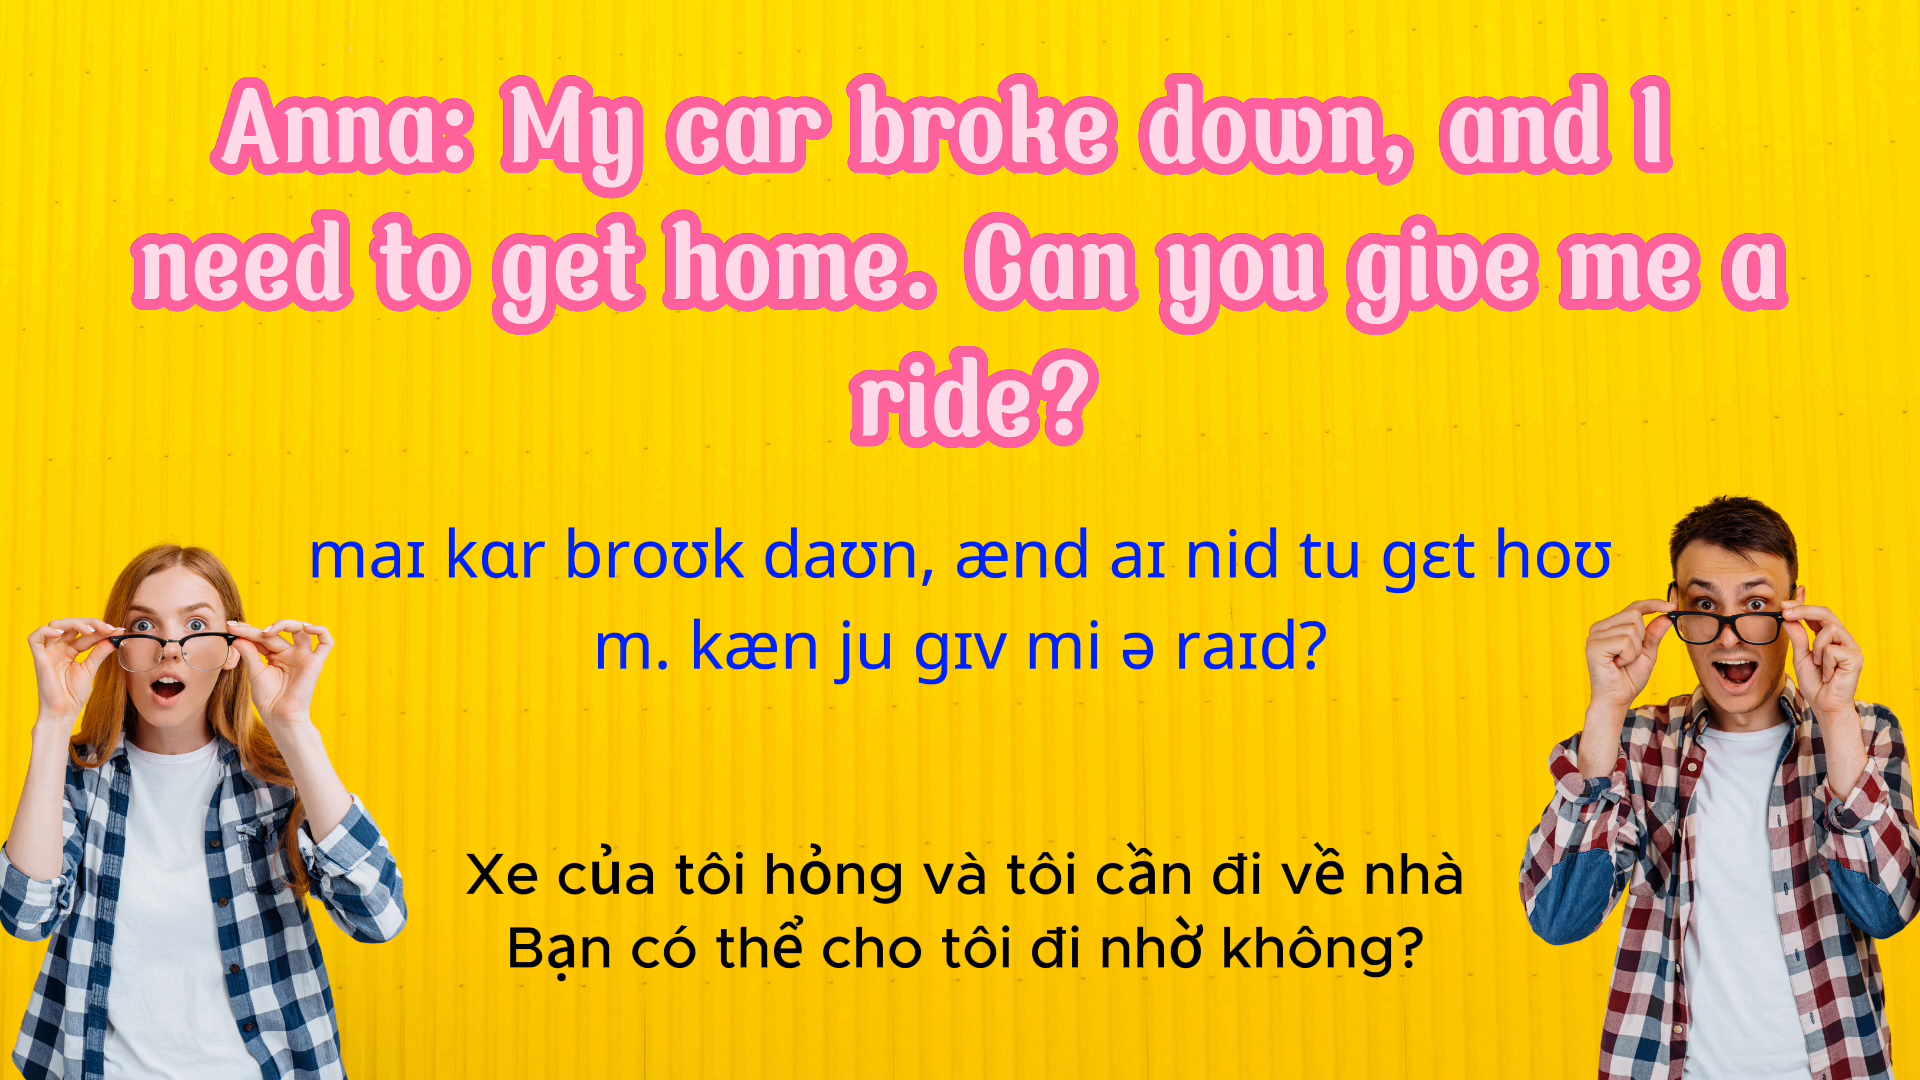 Anna: My car broke down, and I
need to get home. Can you give me a
ride?
maɪ kɑr broʊk daʊn, ænd aɪ nid tu gɛt hoʊ
m. kæn ju gɪv mi ə raɪd?
Xe của tôi hỏng và tôi cần đi về nhà
Bạn có thể cho tôi đi nhờ không?